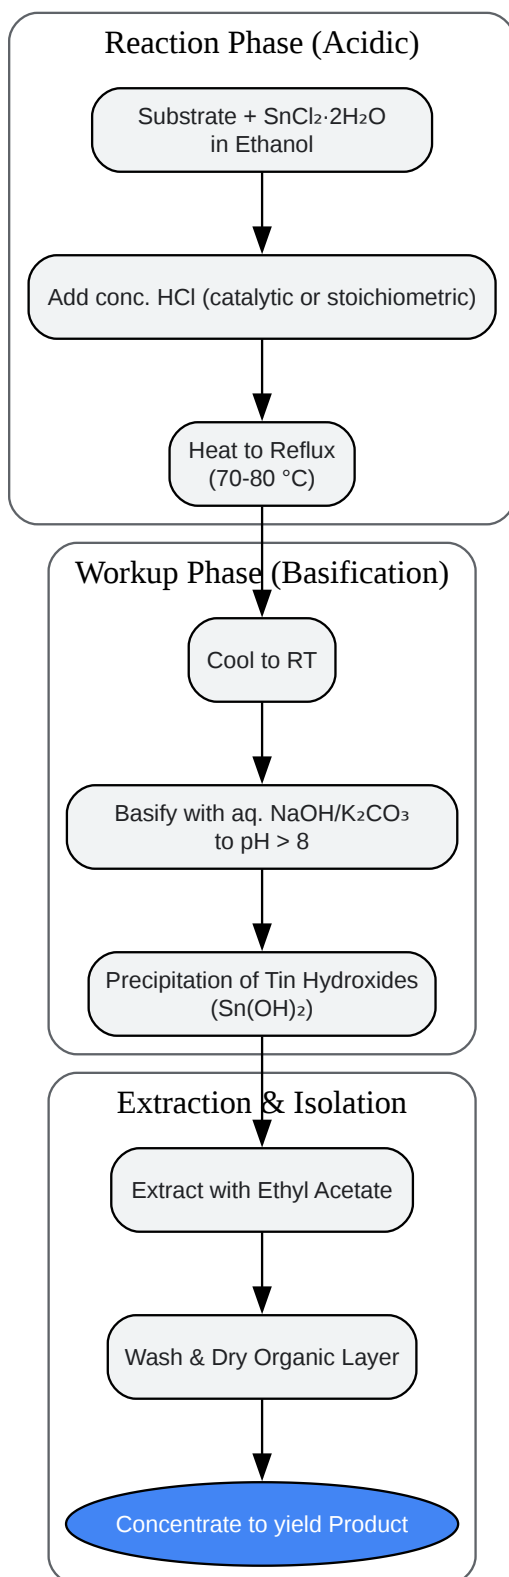 Reaction Phase (Acidic)
Substrate + SnCl₂·2H₂O
in Ethanol
Add conc. HCl (catalytic or stoichiometric)
Heat to Reflux
(70-80 °C)
Workup Phase (Basification)
Cool to RT
Basify with aq. NaOH/K₂CO₃
to pH > 8
Precipitation of Tin Hydroxides
(Sn(OH)₂)
Extraction & Isolation
Extract with Ethyl Acetate
Wash & Dry Organic Layer
Concentrate to yield Product